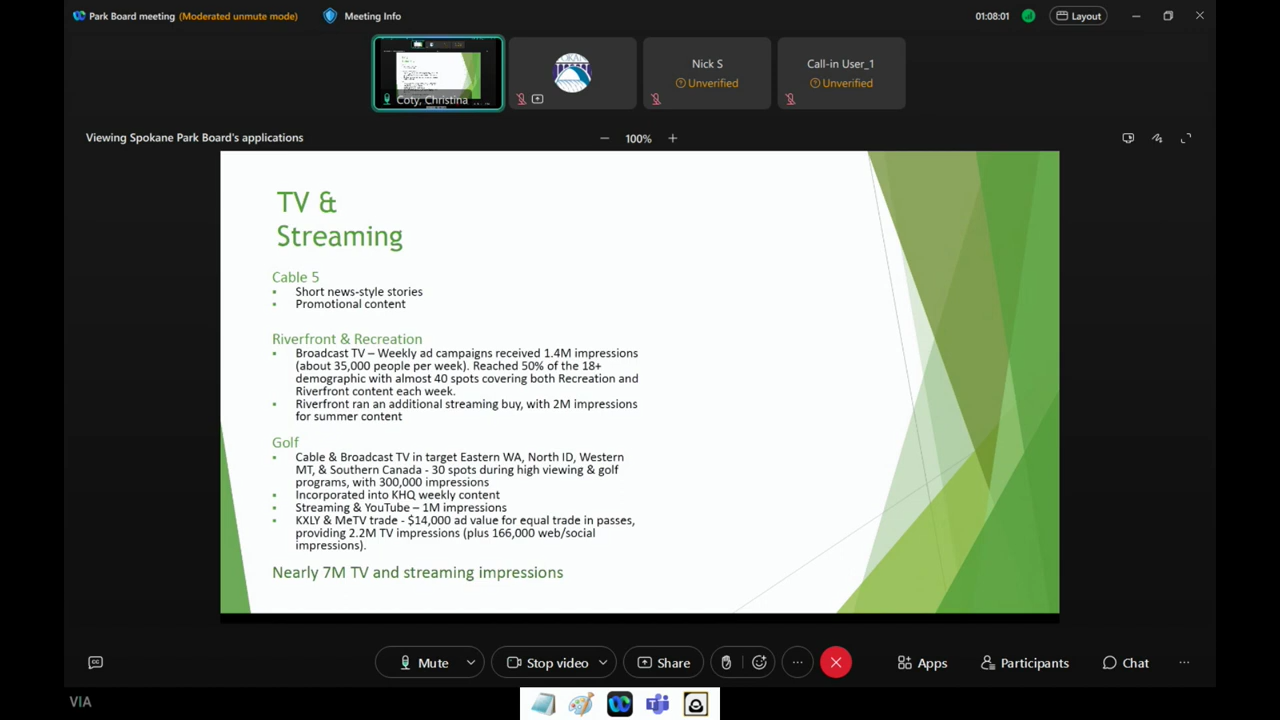 Park Board meeting (Moderated unmute mode)
Meeting Info
01:08:01
Layout
Coty, Christina
Nick S
Unverified
Call-in User_1
Unverified
Viewing Spokane Park Board's applications
100%
TV &
Streaming
Cable 5
Short news-style stories
Promotional content
Riverfront & Recreation
Broadcast TV – Weekly ad campaigns received 1.4M impressions
(about 35,000 people per week). Reached 50% of the 18+
demographic with almost 40 spots covering both Recreation and
Riverfront content each week.
Riverfront ran an additional streaming buy, with 2M impressions
for summer content
Golf
Cable & Broadcast TV in target Eastern WA, North ID, Western
MT, & Southern Canada - 30 spots during high viewing & golf
programs, with 300,000 impressions
Incorporated into KHQ weekly content
Streaming & YouTube – 1M impressions
KXLY & MeTV trade - $14,000 ad value for equal trade in passes,
providing 2.2M TV impressions (plus 166,000 web/social
impressions).
Nearly 7M TV and streaming impressions
Mute
Stop video
Share
Apps
Participants
Chat
VIA